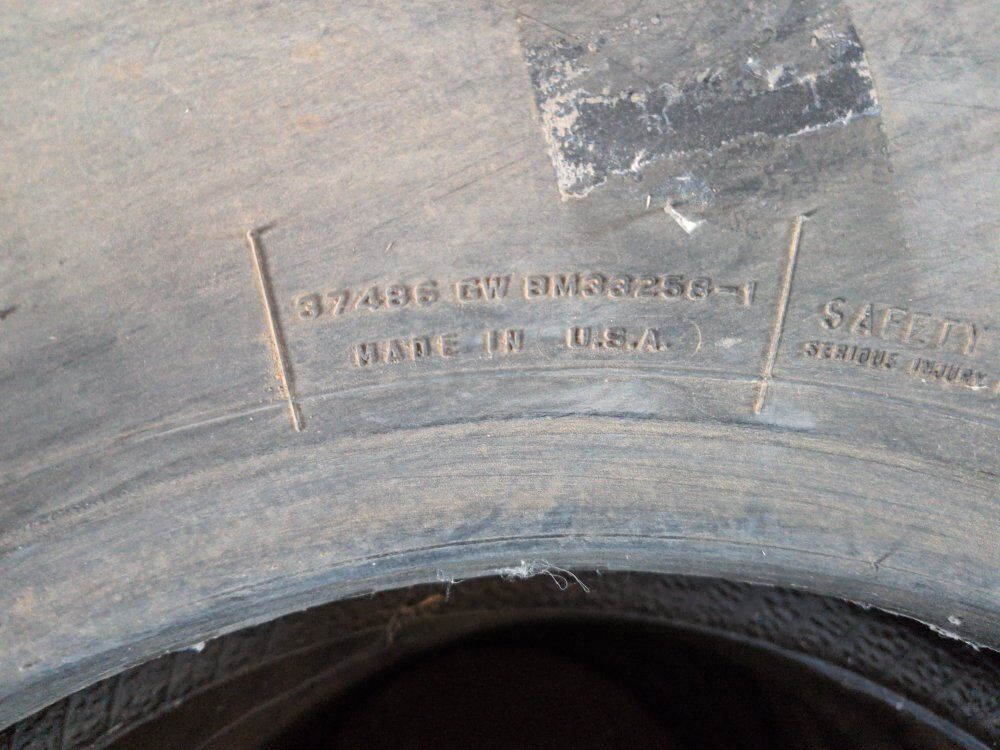 37486 GW BM33258-1
MADE IN U.S.A.
SAFETY
SERIOUS INJURY